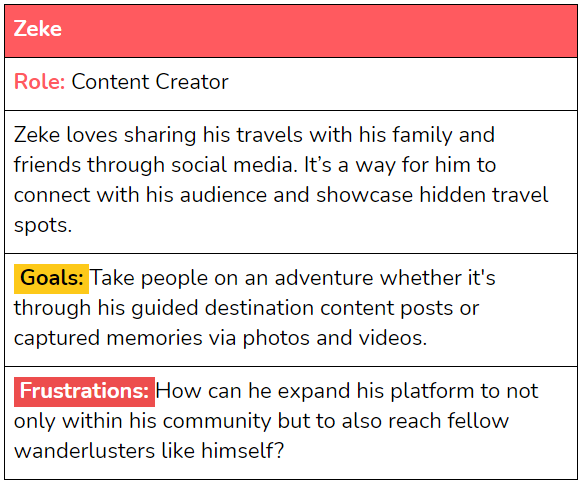 Zeke
Role: Content Creator
Zeke loves sharing his travels with his family and
friends through social media. It’s a way for him to
connect with his audience and showcase hidden travel
spots.
Goals: Take people on an adventure whether it's
through his guided destination content posts or
captured memories via photos and videos.
Frustrations: How can he expand his platform to not
only within his community but to also reach fellow
wanderlusters like himself?